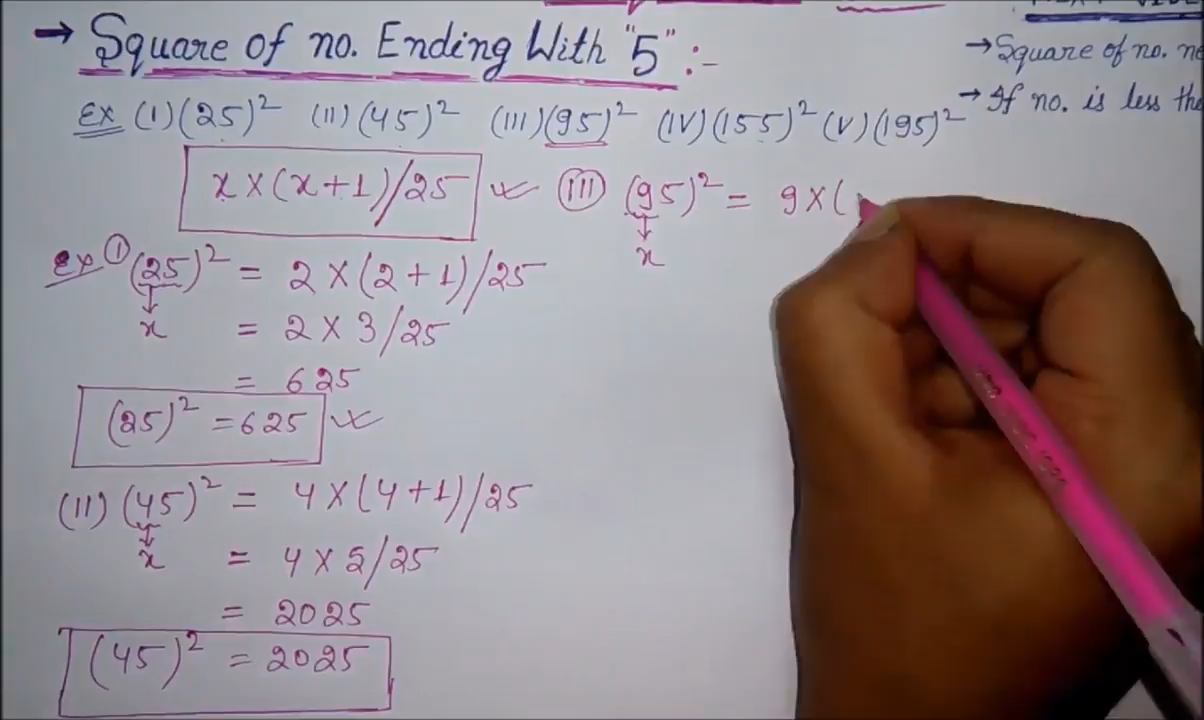 → Square of no. Ending With "5" :-
Ex (I) (25)² (II) (45)² (III) (95)² (IV) (155)² (V) (195)²
→ Square of no.
→ If no. is less
x × (x+1)/25
Ex ① (25)² = 2 × (2+1)/25
x
= 2 × 3/25
= 625
(25)² = 625
(II) (45)² = 4 × (4+1)/25
x
= 4 × 5/25
= 2025
(45)² = 2025
(III) (95)² = 9 × (
x